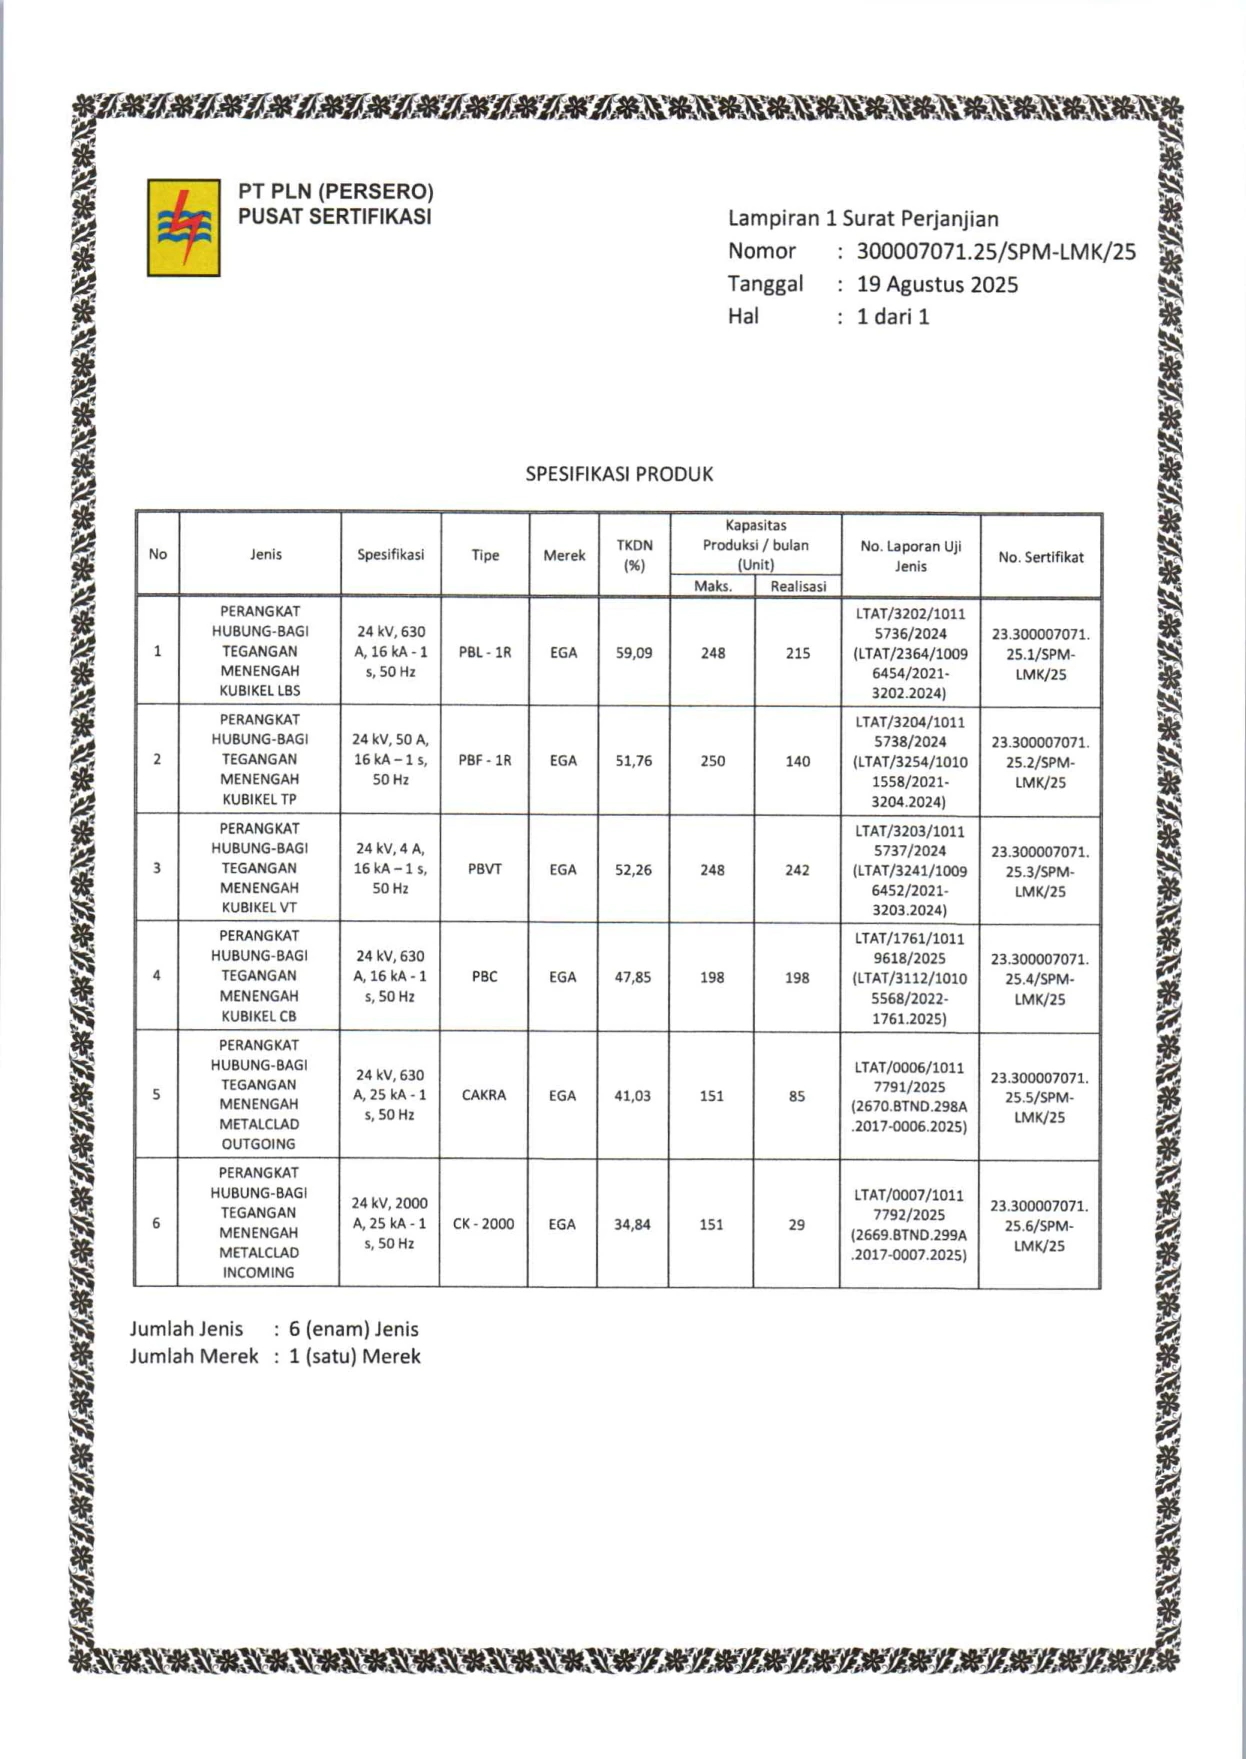 PT PLN (PERSERO)
PUSAT SERTIFIKASI
Lampiran 1 Surat Perjanjian
Nomor : 300007071.25/SPM-LMK/25
Tanggal : 19 Agustus 2025
Hal : 1 dari 1
SPESIFIKASI PRODUK
No
Jenis
Spesifikasi
Tipe
Merek
TKDN
(%)
Kapasitas
Produksi / bulan
(Unit)
Maks.
Realisasi
No. Laporan Uji
Jenis
No. Sertifikat
1
PERANGKAT
HUBUNG-BAGI
TEGANGAN
MENENGAH
KUBIKEL LBS
24 kV, 630
A, 16 kA - 1
s, 50 Hz
PBL - 1R
EGA
59,09
248
215
LTAT/3202/1011
5736/2024
(LTAT/2364/1009
6454/2021-
3202.2024)
23.300007071.
25.1/SPM-
LMK/25
2
PERANGKAT
HUBUNG-BAGI
TEGANGAN
MENENGAH
KUBIKEL TP
24 kV, 50 A,
16 kA – 1 s,
50 Hz
PBF - 1R
EGA
51,76
250
140
LTAT/3204/1011
5738/2024
(LTAT/3254/1010
1558/2021-
3204.2024)
23.300007071.
25.2/SPM-
LMK/25
3
PERANGKAT
HUBUNG-BAGI
TEGANGAN
MENENGAH
KUBIKEL VT
24 kV, 4 A,
16 kA – 1 s,
50 Hz
PBVT
EGA
52,26
248
242
LTAT/3203/1011
5737/2024
(LTAT/3241/1009
6452/2021-
3203.2024)
23.300007071.
25.3/SPM-
LMK/25
4
PERANGKAT
HUBUNG-BAGI
TEGANGAN
MENENGAH
KUBIKEL CB
24 kV, 630
A, 16 kA - 1
s, 50 Hz
PBC
EGA
47,85
198
198
LTAT/1761/1011
9618/2025
(LTAT/3112/1010
5568/2022-
1761.2025)
23.300007071.
25.4/SPM-
LMK/25
5
PERANGKAT
HUBUNG-BAGI
TEGANGAN
MENENGAH
METALCLAD
OUTGOING
24 kV, 630
A, 25 kA - 1
s, 50 Hz
CAKRA
EGA
41,03
151
85
LTAT/0006/1011
7791/2025
(2670.BTND.298A
.2017-0006.2025)
23.300007071.
25.5/SPM-
LMK/25
6
PERANGKAT
HUBUNG-BAGI
TEGANGAN
MENENGAH
METALCLAD
INCOMING
24 kV, 2000
A, 25 kA - 1
s, 50 Hz
CK - 2000
EGA
34,84
151
29
LTAT/0007/1011
7792/2025
(2669.BTND.299A
.2017-0007.2025)
23.300007071.
25.6/SPM-
LMK/25
Jumlah Jenis : 6 (enam) Jenis
Jumlah Merek : 1 (satu) Merek